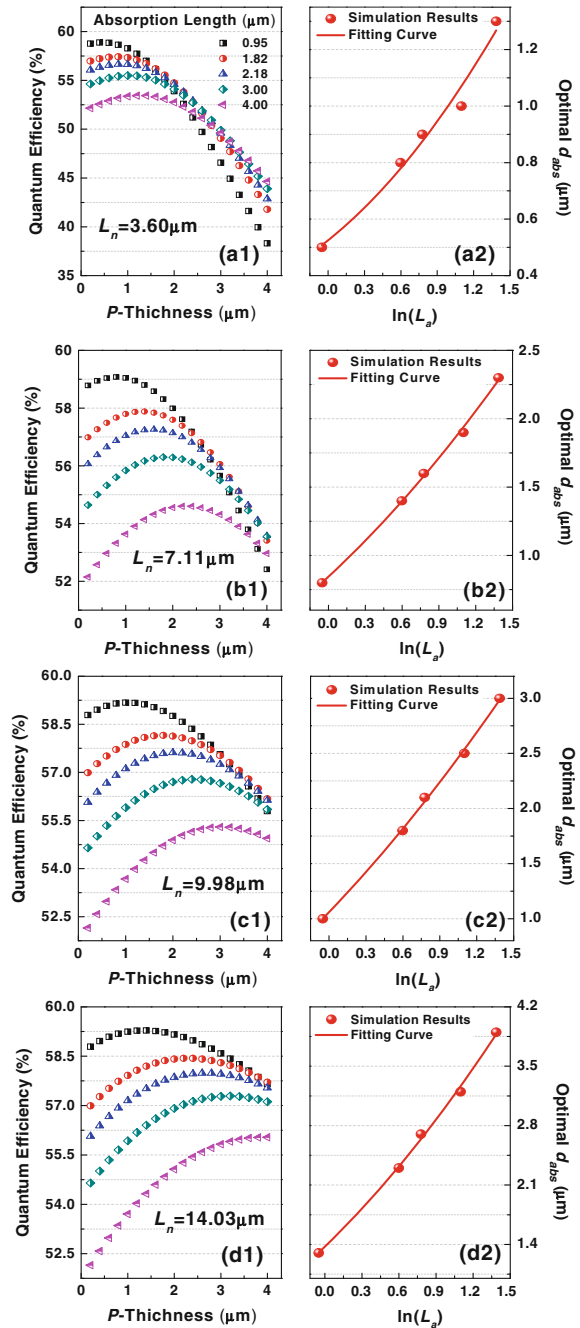 Absorption Length (μm)
0.95
1.82
2.18
3.00
4.00
60
55
50
45
40
35
Quantum Efficiency (%)
Lₙ=3.60μm
(a1)
0
1
2
3
4
P-Thichness (μm)
Simulation Results
Fitting Curve
1.2
1.0
0.8
0.6
0.4
Optimal d_abs (μm)
(a2)
0.0
0.3
0.6
0.9
1.2
1.5
ln(Lₐ)
60
58
56
54
52
Quantum Efficiency (%)
Lₙ=7.11μm
(b1)
0
1
2
3
4
P-Thichness (μm)
Simulation Results
Fitting Curve
2.5
2.0
1.5
1.0
Optimal d_abs (μm)
(b2)
0.0
0.3
0.6
0.9
1.2
1.5
ln(Lₐ)
60.0
58.5
57.0
55.5
54.0
52.5
Quantum Efficiency (%)
Lₙ=9.98μm
(c1)
0
1
2
3
4
P-Thickness (μm)
Simulation Results
Fitting Curve
3.0
2.5
2.0
1.5
1.0
Optimal d_abs (μm)
(c2)
0.0
0.3
0.6
0.9
1.2
1.5
ln(Lₐ)
60.0
58.5
57.0
55.5
54.0
52.5
Quantum Efficiency (%)
Lₙ=14.03μm
(d1)
0
1
2
3
4
P-Thickness (μm)
Simulation Results
Fitting Curve
4.2
3.5
2.8
2.1
1.4
Optimal d_abs (μm)
(d2)
0.0
0.3
0.6
0.9
1.2
1.5
ln(Lₐ)